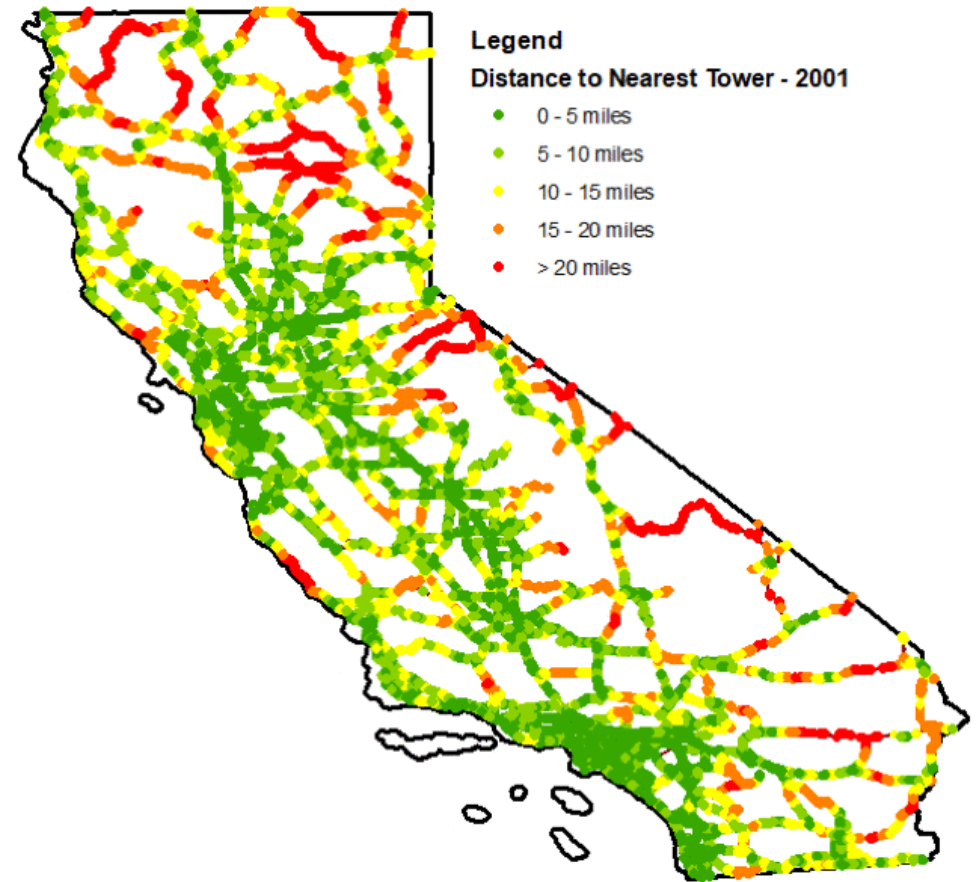 Legend
Distance to Nearest Tower - 2001
0 - 5 miles
5 - 10 miles
10 - 15 miles
15 - 20 miles
> 20 miles